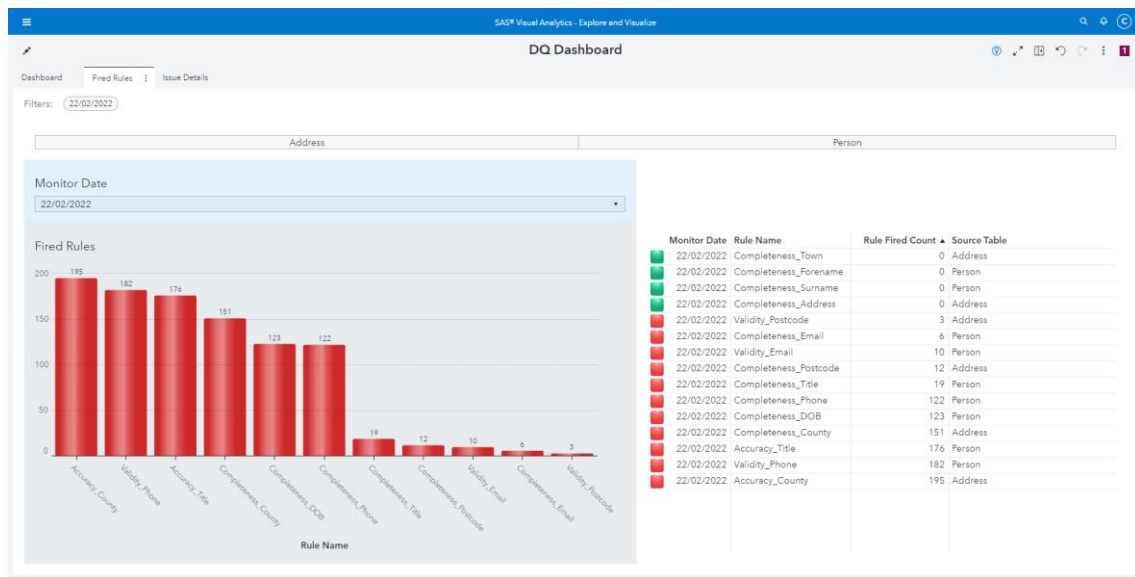 SAS® Visual Analytics - Explore and Visualize
C
DQ Dashboard
1
Dashboard
Fired Rules
Issue Details
Filters: 22/02/2022
Address Person
Monitor Date
22/02/2022
Fired Rules
200
150
100
50
0
195
182
176
151
123
122
19
12
10
6
3
Accuracy_County
Validity_Phone
Accuracy_Title
Completeness_County
Completeness_DOB
Completeness_Phone
Completeness_Title
Completeness_Postcode
Validity_Email
Completeness_Email
Validity_Postcode
Rule Name
Monitor Date Rule Name Rule Fired Count ▲ Source Table
22/02/2022 Completeness_Town 0 Address
22/02/2022 Completeness_Forename 0 Person
22/02/2022 Completeness_Surname 0 Person
22/02/2022 Completeness_Address 0 Address
22/02/2022 Validity_Postcode 3 Address
22/02/2022 Completeness_Email 6 Person
22/02/2022 Validity_Email 10 Person
22/02/2022 Completeness_Postcode 12 Address
22/02/2022 Completeness_Title 19 Person
22/02/2022 Completeness_Phone 122 Person
22/02/2022 Completeness_DOB 123 Person
22/02/2022 Completeness_County 151 Address
22/02/2022 Accuracy_Title 176 Person
22/02/2022 Validity_Phone 182 Person
22/02/2022 Accuracy_County 195 Address